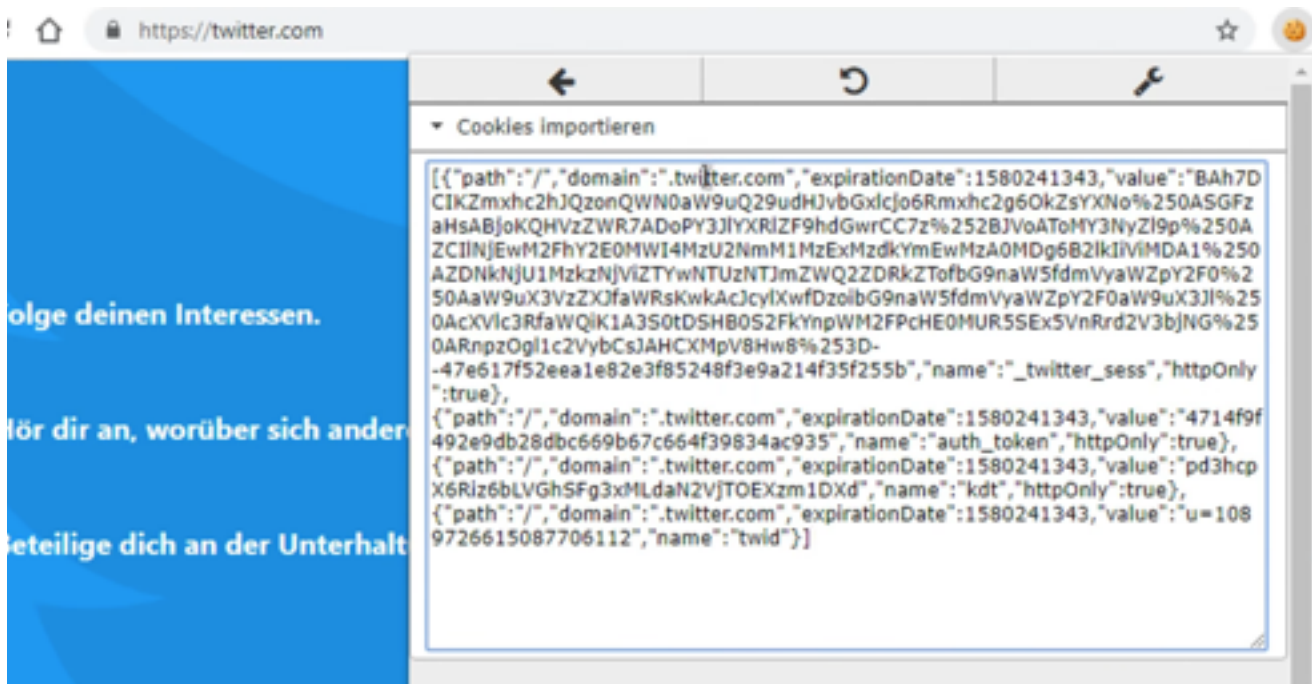 https://twitter.com
olge deinen Interessen.
Hör dir an, worüber sich ander
eteilige dich an der Unterhalt
Cookies importieren
[{"path":"/","domain":".twitter.com","expirationDate":1580241343,"value":"BAh7D
CIKZmxhc2hJQzonQWN0aW9uQ29udHJvbGxlcjo6Rmxhc2g6OkZsYXNo%250ASGFz
aHsABjoKQHVzZWR7ADoPY3JlYXRlZF9hdGwrCC7z%252BJVoAToMY3NyZl9p%250A
ZCIlNjEwM2FhY2E0MWI4MzU2NmM1MzExMzdkYmEwMzA0MDg6B2lkIiViMDA1%250
AZDNkNjU1MzkzNjViZTYwNTUzNTJmZWQ2ZDRkZTofbG9naW5fdmVyaWZpY2F0%2
50AaW9uX3VzZXJfaWRsKwkAcJcylXwfDzoibG9naW5fdmVyaWZpY2F0aW9uX3Jl%25
0AcXVlc3RfaWQiK1A3S0tDSHB0S2FkYnpWM2FPcHE0MUR5SEx5VnRrd2V3bjNG%25
0ARnpzOgl1c2VybCsJAHCXMpV8Hw8%253D-
-47e617f52eea1e82e3f85248f3e9a214f35f255b","name":"_twitter_sess","httpOnly
":true},
{"path":"/","domain":".twitter.com","expirationDate":1580241343,"value":"4714f9f
492e9db28dbc669b67c664f39834ac935","name":"auth_token","httpOnly":true},
{"path":"/","domain":".twitter.com","expirationDate":1580241343,"value":"pd3hcp
X6Riz6bLVGhSFg3xMLdaN2VjTOEXzm1DXd","name":"kdt","httpOnly":true},
{"path":"/","domain":".twitter.com","expirationDate":1580241343,"value":"u=108
9726615087706112","name":"twid"}]